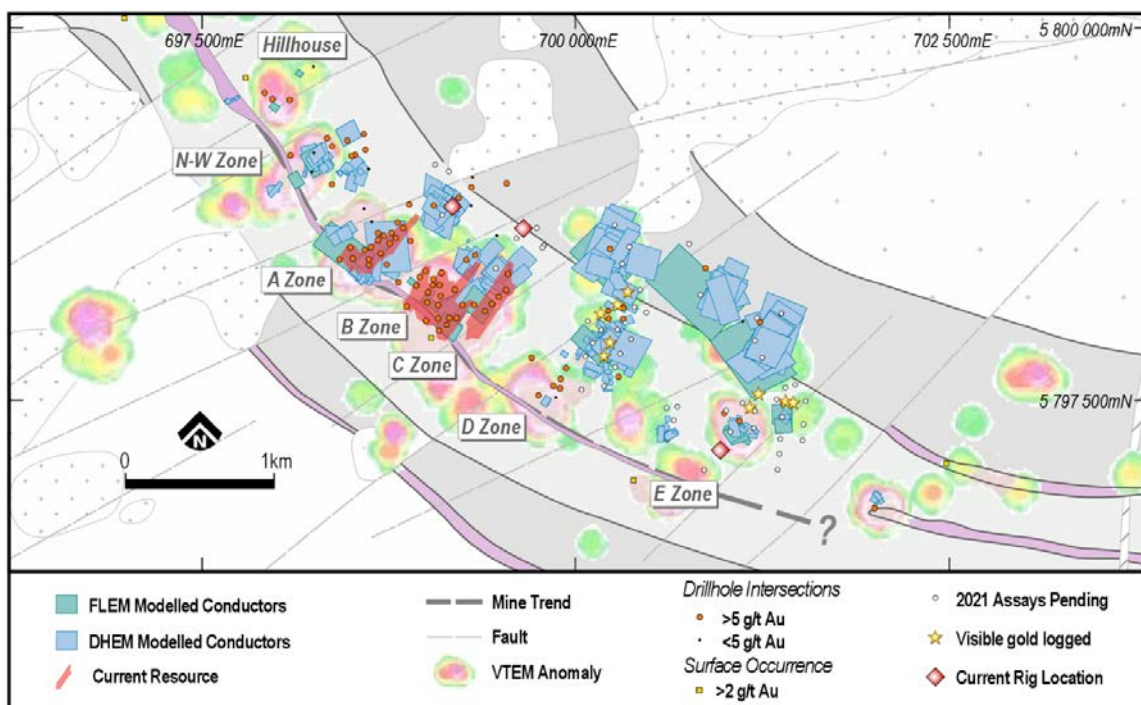 697 500mE
700 000mE
702 500mE
5 800 000mN
Hillhouse
N-W Zone
A Zone
B Zone
C Zone
D Zone
E Zone
5 797 500mN
N
0
1km
?
FLEM Modelled Conductors
DHEM Modelled Conductors
Current Resource
Mine Trend
Fault
VTEM Anomaly
Drillhole Intersections
>5 g/t Au
<5 g/t Au
Surface Occurrence
>2 g/t Au
2021 Assays Pending
Visible gold logged
Current Rig Location